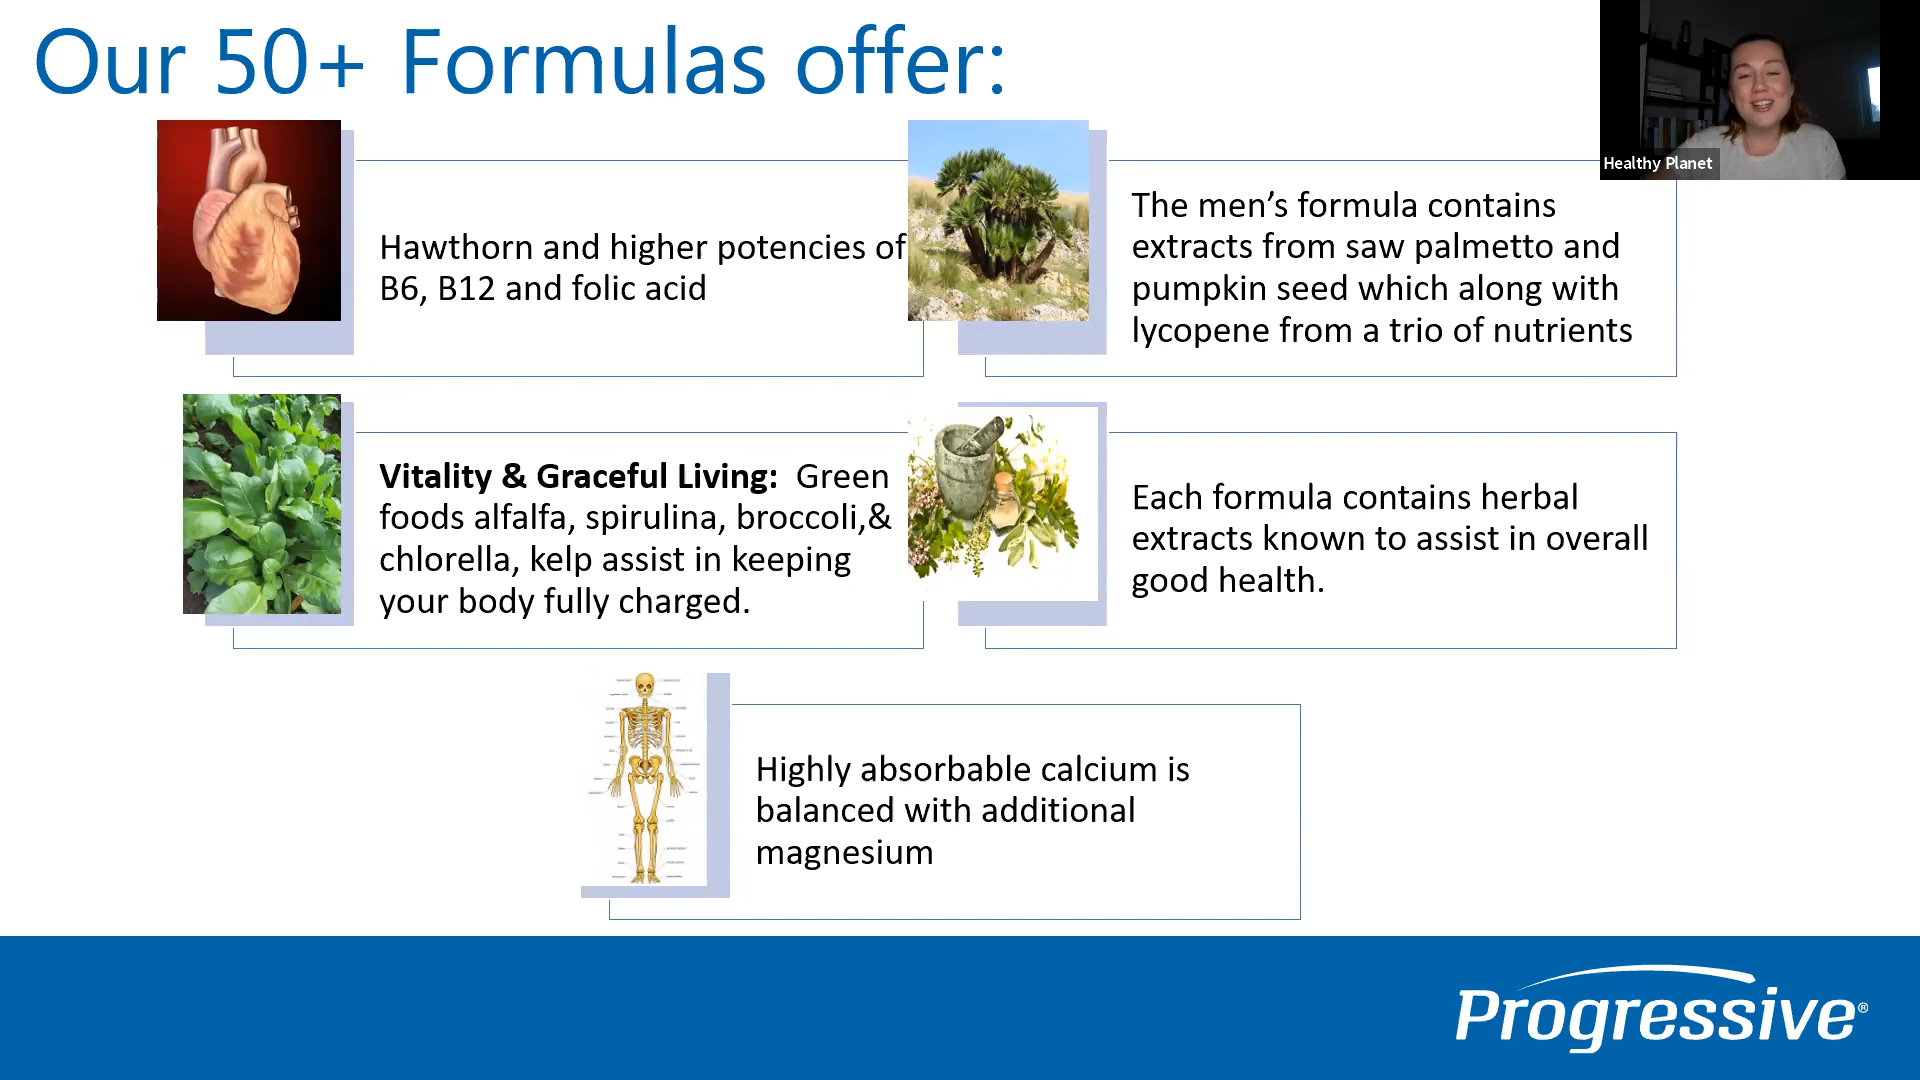 Our 50+ Formulas offer:
Healthy Planet
Hawthorn and higher potencies of
B6, B12 and folic acid
The men’s formula contains
extracts from saw palmetto and
pumpkin seed which along with
lycopene from a trio of nutrients
Vitality & Graceful Living:  Green
foods alfalfa, spirulina, broccoli,&
chlorella, kelp assist in keeping
your body fully charged.
Each formula contains herbal
extracts known to assist in overall
good health.
Highly absorbable calcium is
balanced with additional
magnesium
Progressive®